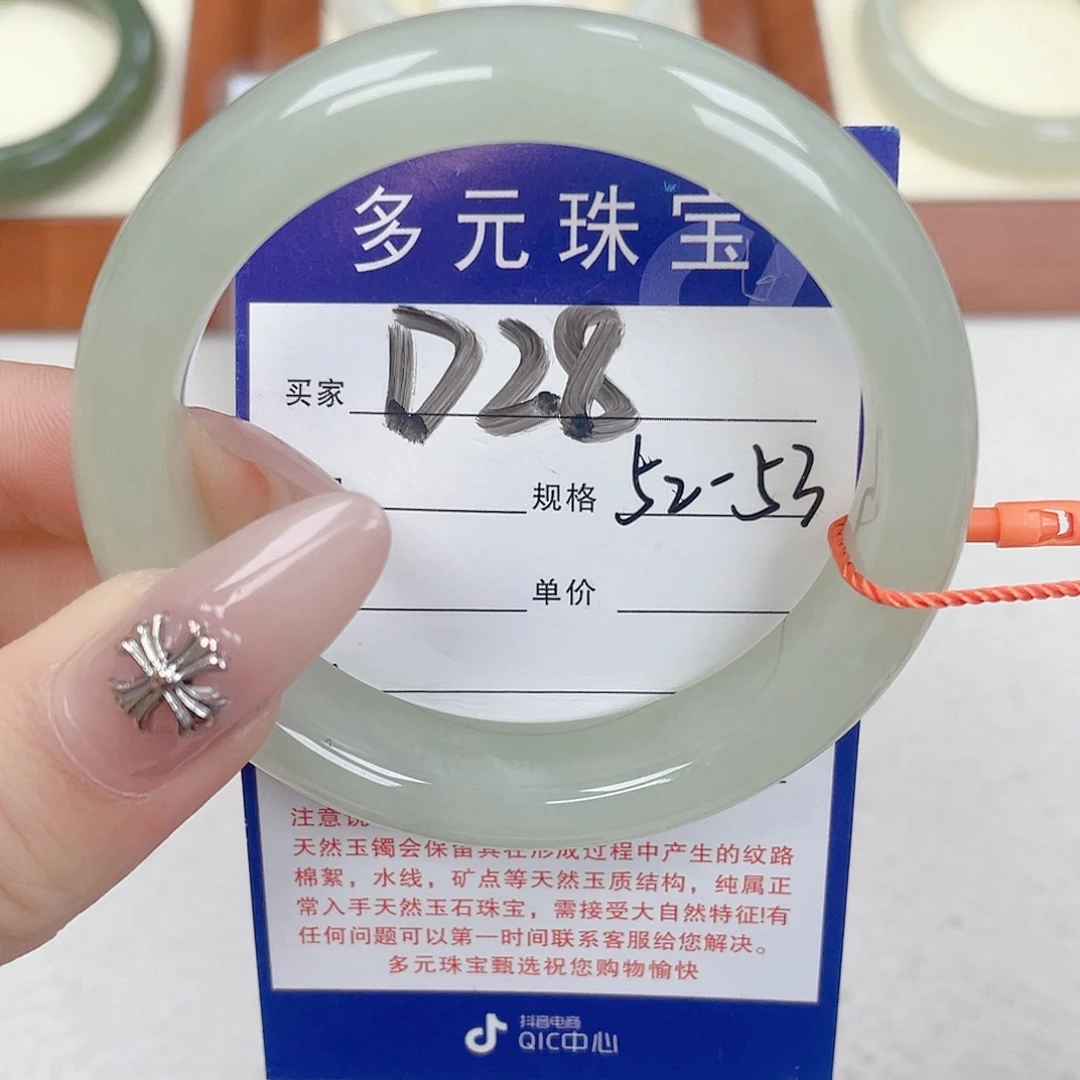 多元珠宝
买家 D28
规格 52-53
单价
注意
天然玉镯会保留其在形成过程中产生的纹路
棉絮，水线，矿点等天然玉质结构，纯属正
常入手天然玉石珠宝，需接受大自然特征!有
任何问题可以第一时间联系客服给您解决。
多元珠宝甄选祝您购物愉快
抖音电商
QIC中心